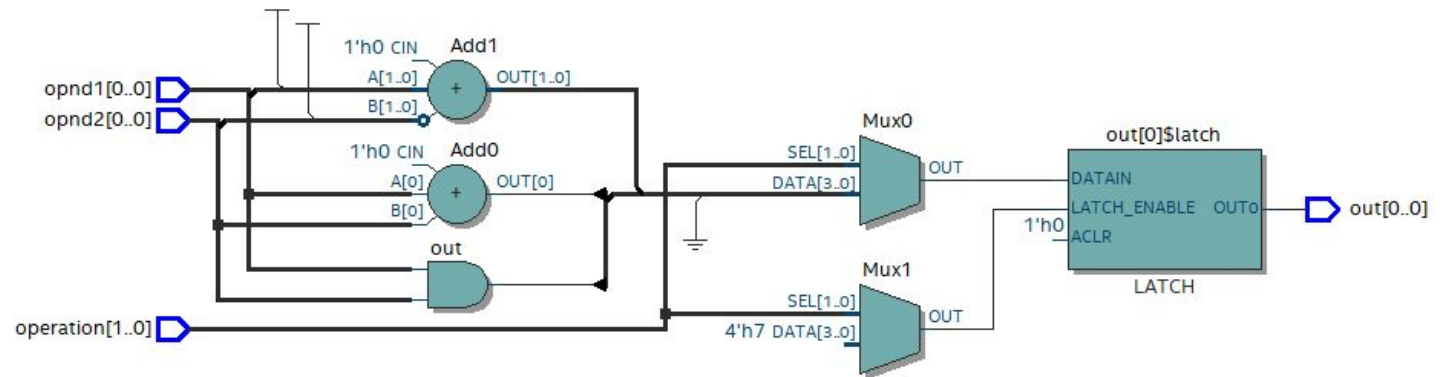 1'h0 CIN
Add1
opnd1[0..0]
A[1..0]
OUT[1..0]
opnd2[0..0]
B[1..0]
+
1'h0 CIN
Add0
A[0]
OUT[0]
B[0]
+
out
operation[1..0]
Mux0
SEL[1..0]
DATA[3..0]
OUT
Mux1
SEL[1..0]
4'h7 DATA[3..0]
OUT
out[0]$latch
DATAIN
LATCH_ENABLE
OUT0
1'h0
ACLR
LATCH
out[0..0]